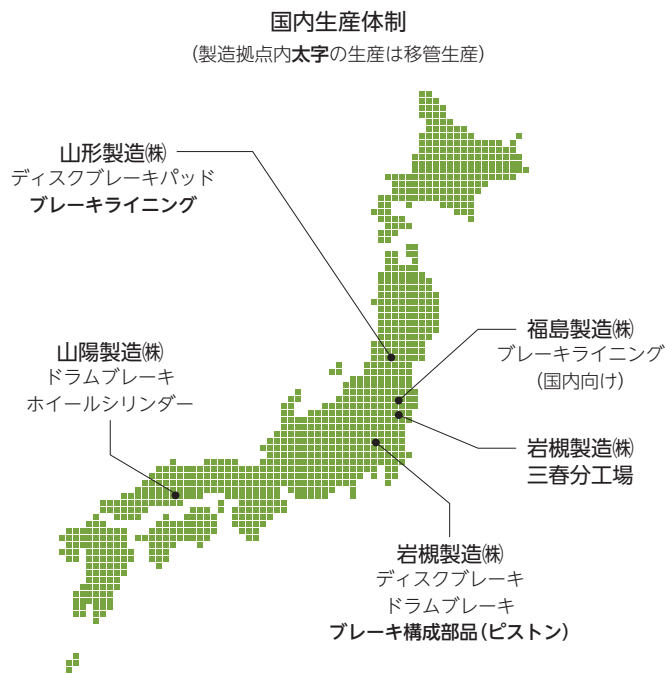 国内生産体制
(製造拠点内太字の生産は移管生産)
山形製造㈱
ディスクブレーキパッド
ブレーキライニング
福島製造㈱
ブレーキライニング
(国内向け)
山陽製造㈱
ドラムブレーキ
ホイールシリンダー
岩槻製造㈱
三春分工場
岩槻製造㈱
ディスクブレーキ
ドラムブレーキ
ブレーキ構成部品(ピストン)